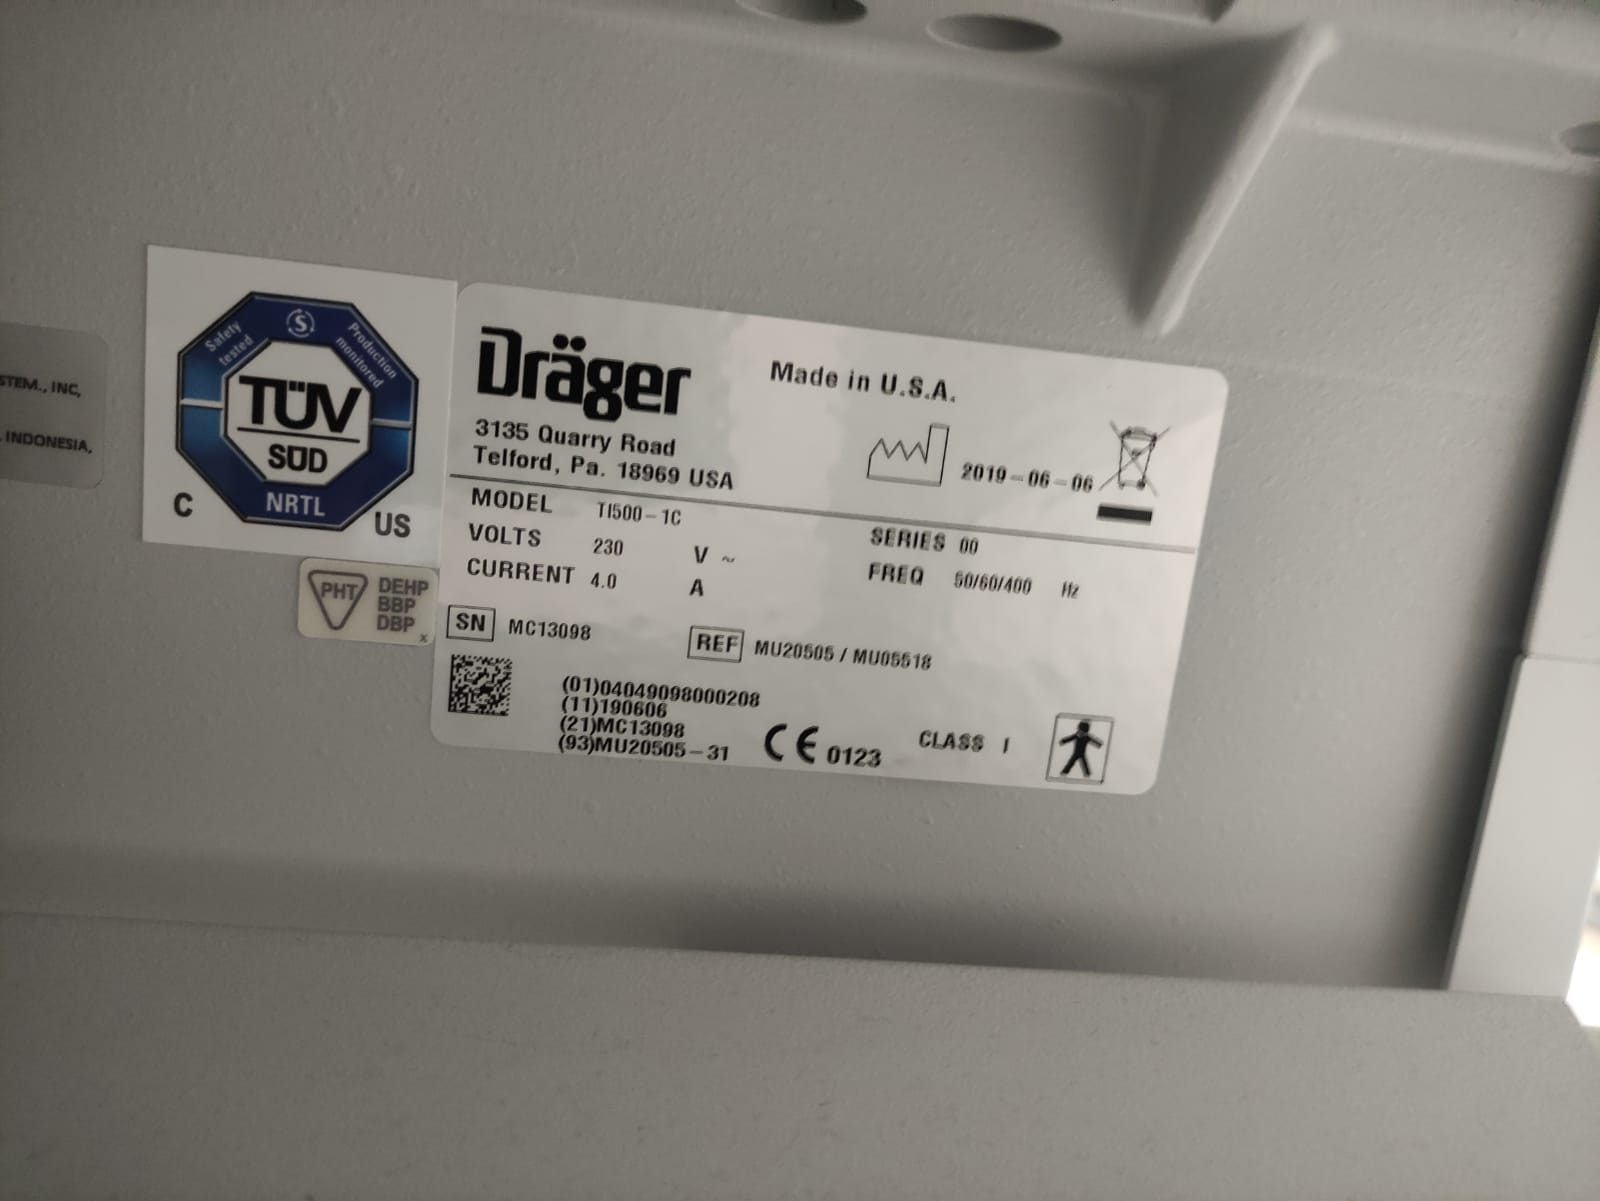 STEM., INC,
INDONESIA,
Safety tested
Production monitored
TÜV
SÜD
NRTL
C US
PHT
DEHP
BBP
DBP
x
Dräger
3135 Quarry Road
Telford, Pa. 18969 USA
Made in U.S.A.
2019-06-06
MODEL TI500-1C
SERIES 00
VOLTS 230 V ~
FREQ 50/60/400 Hz
CURRENT 4.0 A
SN MC13098
REF MU20505 / MU05518
(01)04049098000208
(11)190606
(21)MC13098
(93)MU20505-31
CE 0123
CLASS I